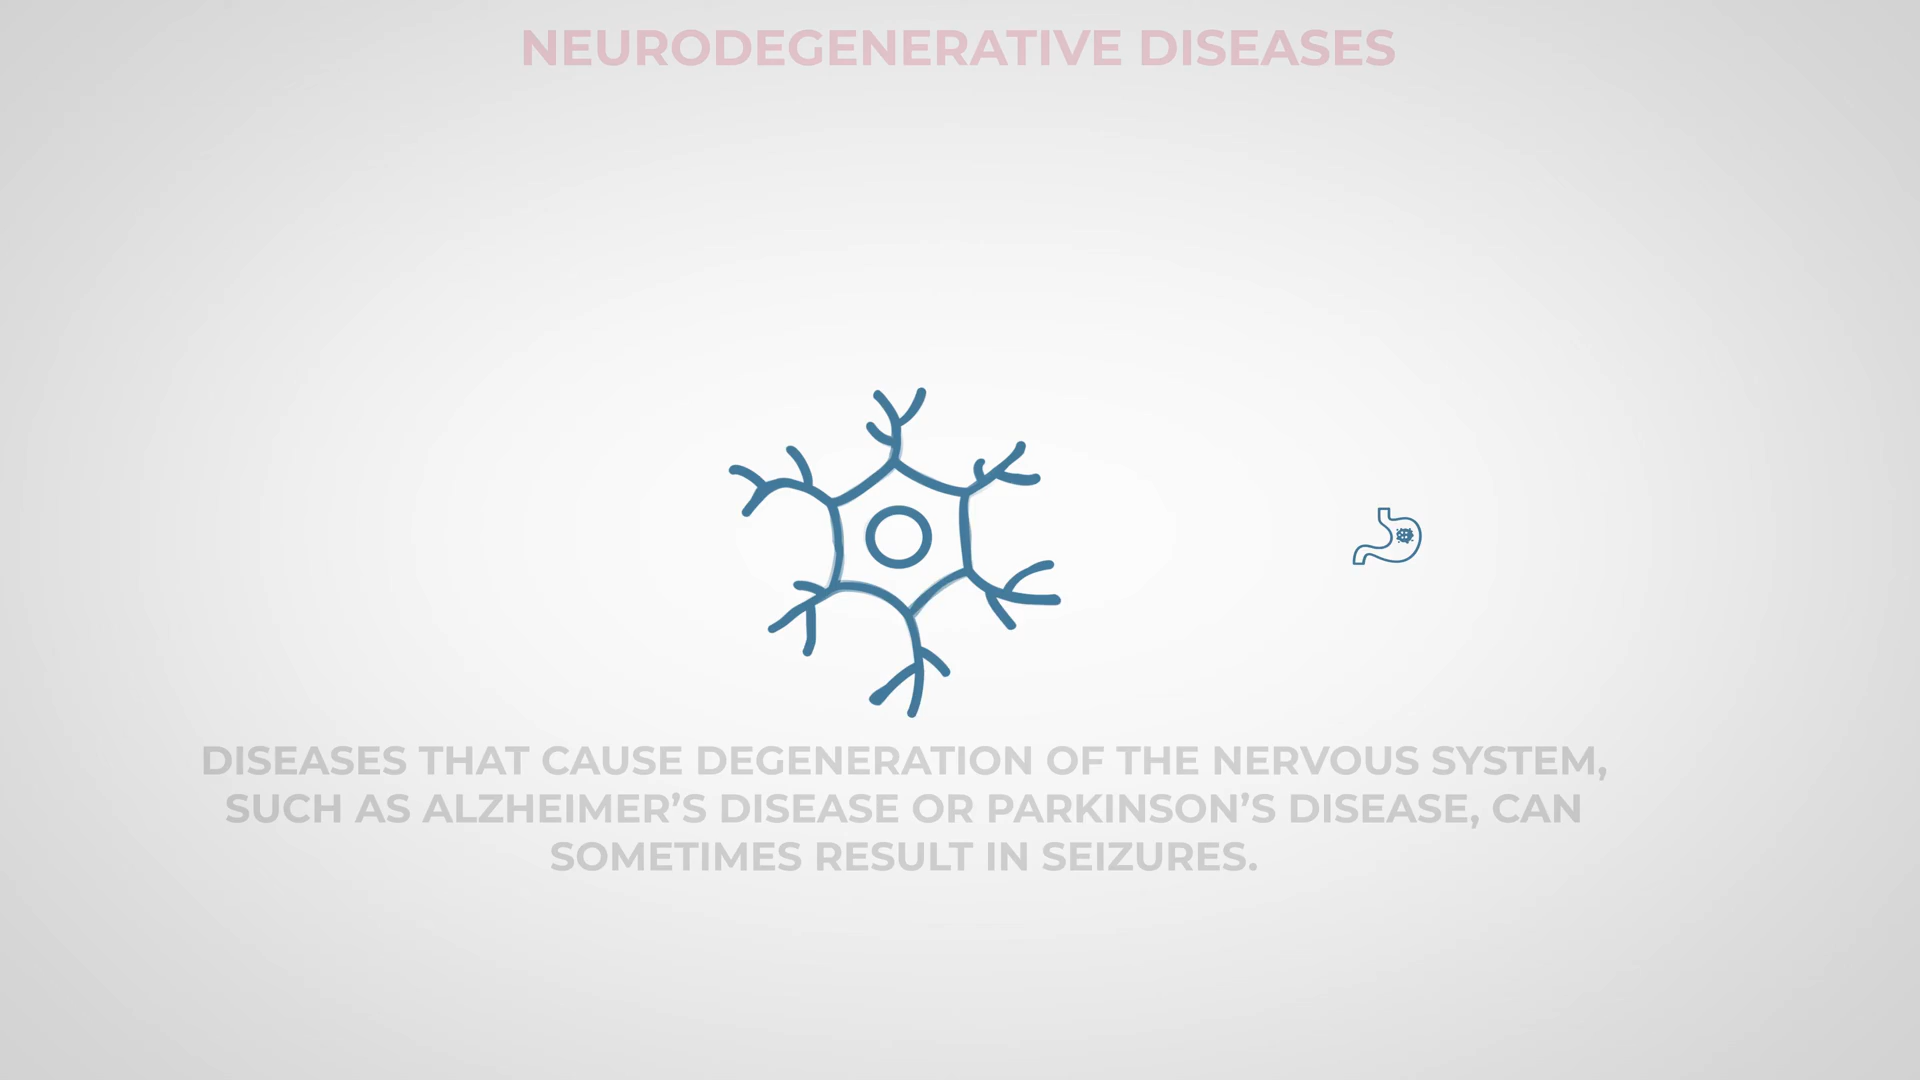 NEURODEGENERATIVE DISEASES
DISEASES THAT CAUSE DEGENERATION OF THE NERVOUS SYSTEM,
SUCH AS ALZHEIMER’S DISEASE OR PARKINSON’S DISEASE, CAN
SOMETIMES RESULT IN SEIZURES.